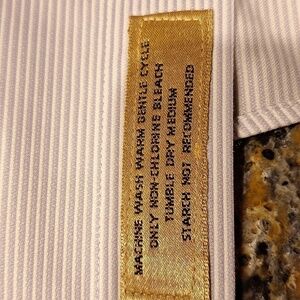 MACHINE WASH WARM GENTLE CYCLE
ONLY NON-CHLORINE BLEACH
TUMBLE DRY MEDIUM
STARCH NOT RECOMMENDED